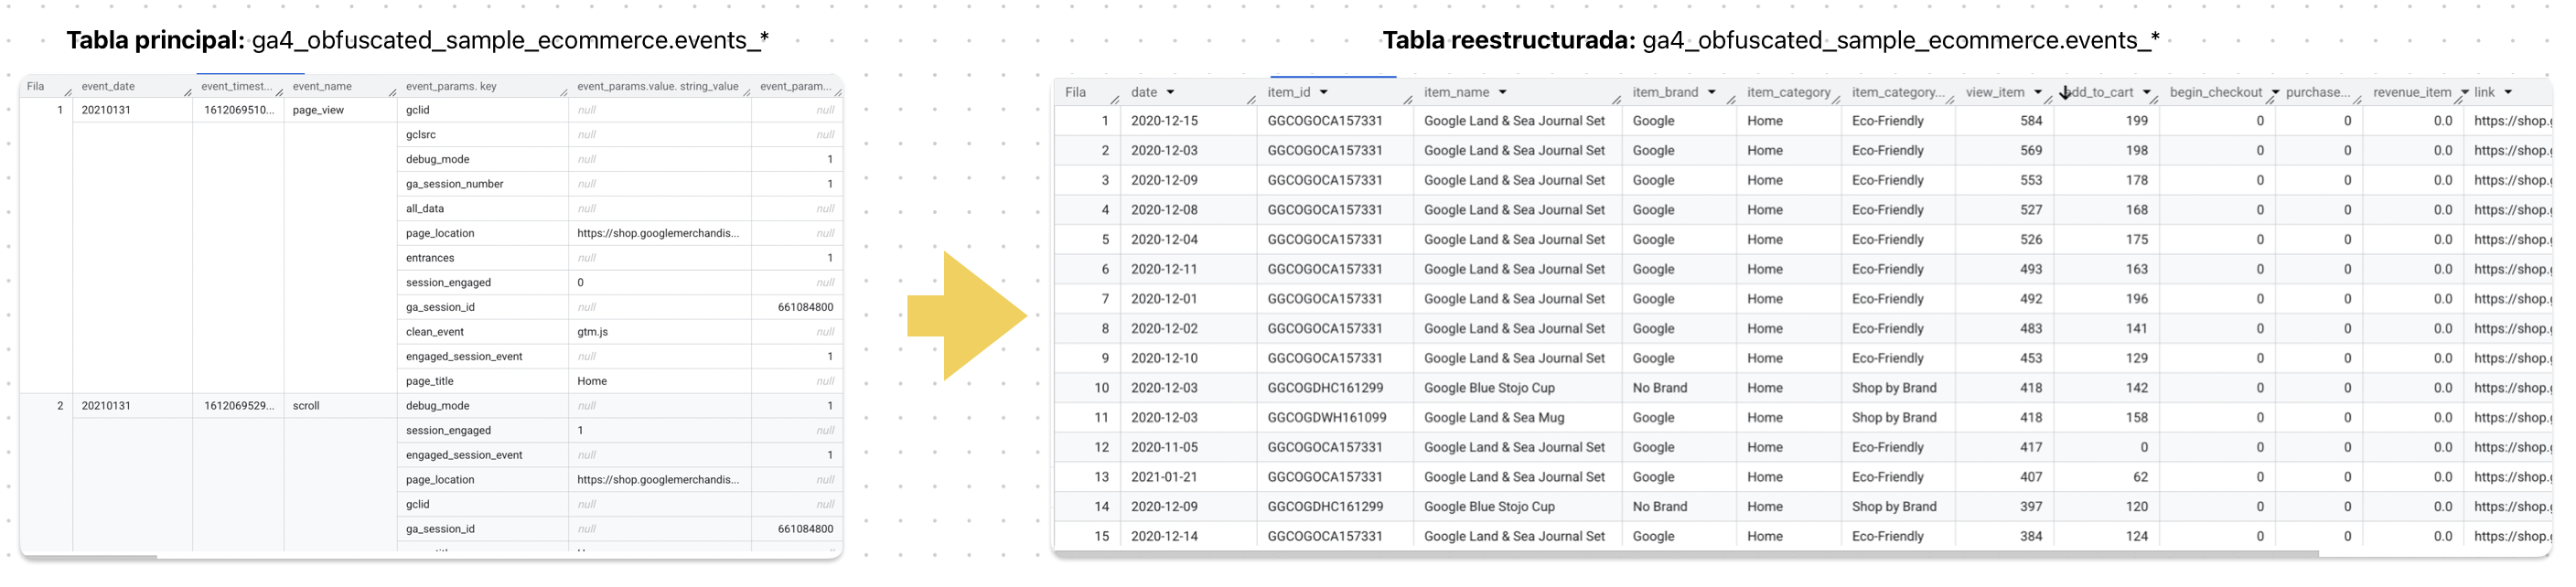 Tabla principal: ga4_obfuscated_sample_ecommerce.events_*
Fila event_date event_timest... event_name event_params. key event_params.value. string_value event_param...
1 20210131 1612069510... page_view gclid null null
gclsrc null null
debug_mode null 1
ga_session_number null 1
all_data null null
page_location https://shop.googlemerchandis... null
entrances null 1
session_engaged 0 null
ga_session_id null 661084800
clean_event gtm.js null
engaged_session_event null 1
page_title Home null
2 20210131 1612069529... scroll debug_mode null 1
session_engaged 1 null
engaged_session_event null 1
page_location https://shop.googlemerchandis... null
gclid null null
ga_session_id null 661084800
Tabla reestructurada: ga4_obfuscated_sample_ecommerce.events_*
Fila date item_id item_name item_brand item_category item_category... view_item add_to_cart begin_checkout purchase... revenue_item link
1 2020-12-15 GGCOGOCA157331 Google Land & Sea Journal Set Google Home Eco-Friendly 584 199 0 0 0.0 https://shop.g
2 2020-12-03 GGCOGOCA157331 Google Land & Sea Journal Set Google Home Eco-Friendly 569 198 0 0 0.0 https://shop.g
3 2020-12-09 GGCOGOCA157331 Google Land & Sea Journal Set Google Home Eco-Friendly 553 178 0 0 0.0 https://shop.g
4 2020-12-08 GGCOGOCA157331 Google Land & Sea Journal Set Google Home Eco-Friendly 527 168 0 0 0.0 https://shop.g
5 2020-12-04 GGCOGOCA157331 Google Land & Sea Journal Set Google Home Eco-Friendly 526 175 0 0 0.0 https://shop.g
6 2020-12-11 GGCOGOCA157331 Google Land & Sea Journal Set Google Home Eco-Friendly 493 163 0 0 0.0 https://shop.g
7 2020-12-01 GGCOGOCA157331 Google Land & Sea Journal Set Google Home Eco-Friendly 492 196 0 0 0.0 https://shop.g
8 2020-12-02 GGCOGOCA157331 Google Land & Sea Journal Set Google Home Eco-Friendly 483 141 0 0 0.0 https://shop.g
9 2020-12-10 GGCOGOCA157331 Google Land & Sea Journal Set Google Home Eco-Friendly 453 129 0 0 0.0 https://shop.g
10 2020-12-03 GGCOGDHC161299 Google Blue Stojo Cup No Brand Home Shop by Brand 418 142 0 0 0.0 https://shop.g
11 2020-12-03 GGCOGDWH161099 Google Land & Sea Mug Google Home Shop by Brand 418 158 0 0 0.0 https://shop.g
12 2020-11-05 GGCOGOCA157331 Google Land & Sea Journal Set Google Home Eco-Friendly 417 0 0 0 0.0 https://shop.g
13 2021-01-21 GGCOGOCA157331 Google Land & Sea Journal Set Google Home Eco-Friendly 407 62 0 0 0.0 https://shop.g
14 2020-12-09 GGCOGDHC161299 Google Blue Stojo Cup No Brand Home Shop by Brand 397 120 0 0 0.0 https://shop.g
15 2020-12-14 GGCOGOCA157331 Google Land & Sea Journal Set Google Home Eco-Friendly 384 124 0 0 0.0 https://shop.g